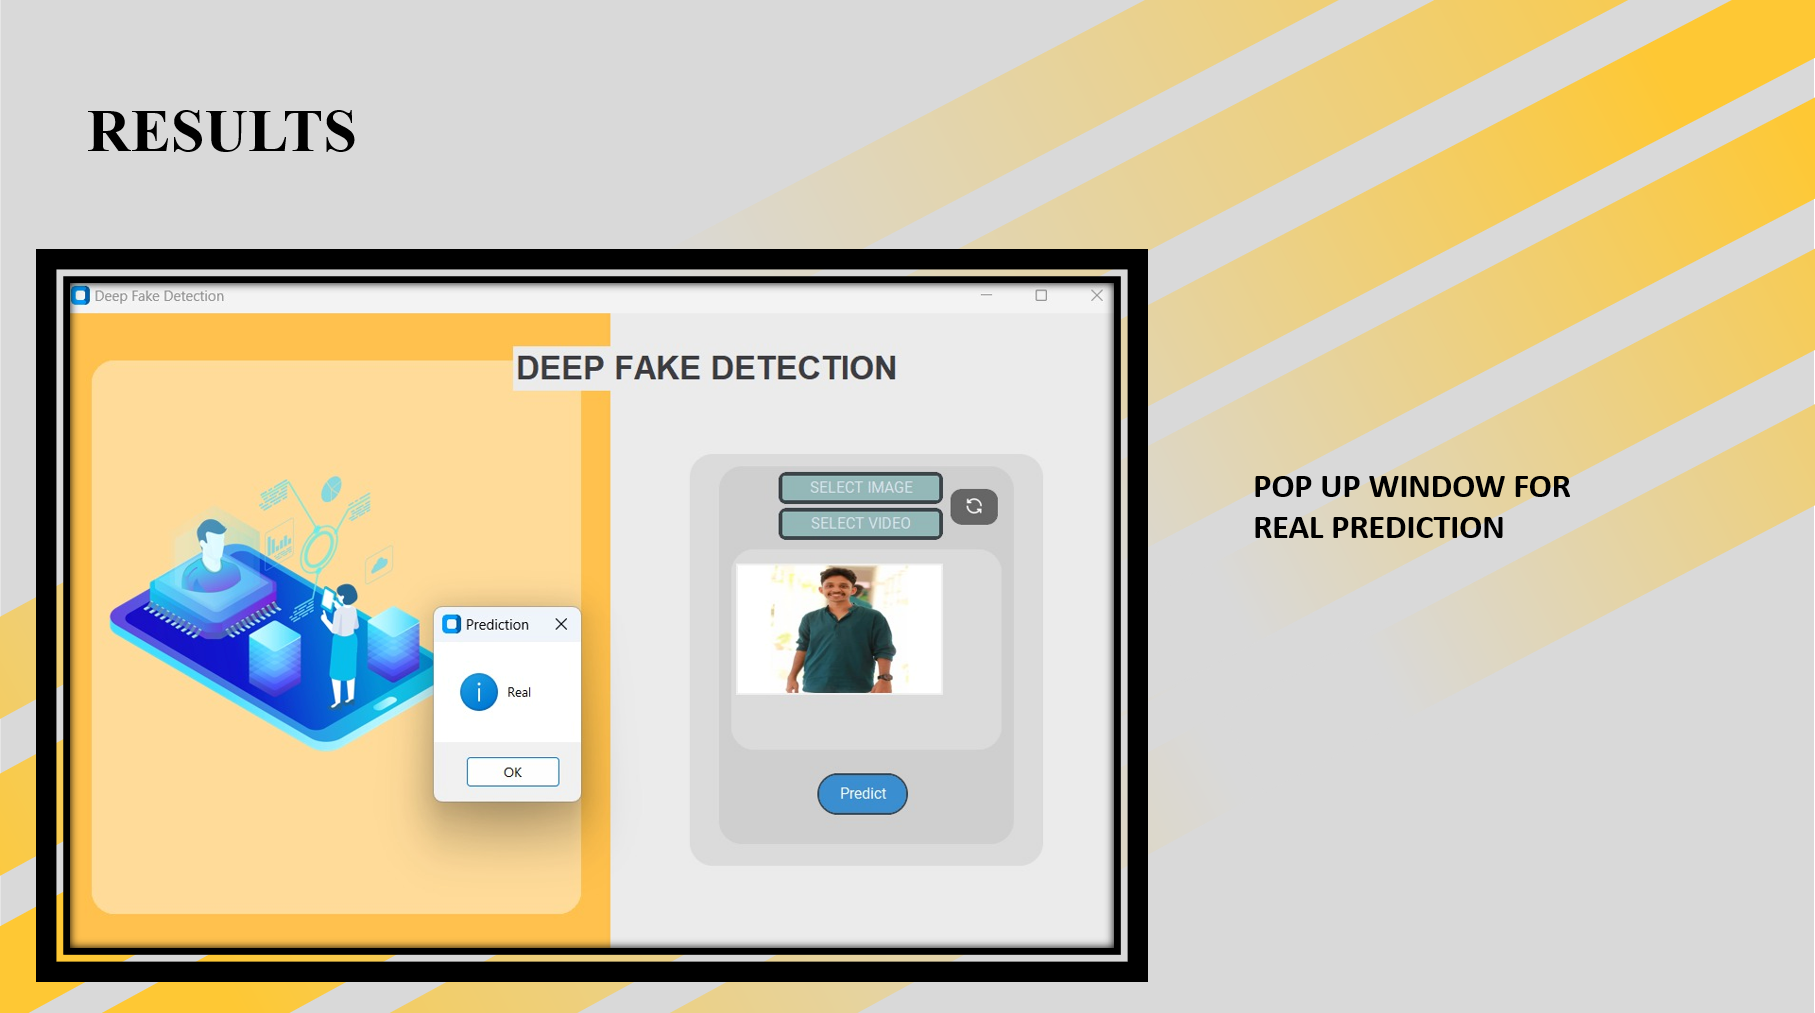 RESULTS
Deep Fake Detection
DEEP FAKE DETECTION
SELECT IMAGE
SELECT VIDEO
Prediction
Real
OK
Predict
POP UP WINDOW FOR
REAL PREDICTION